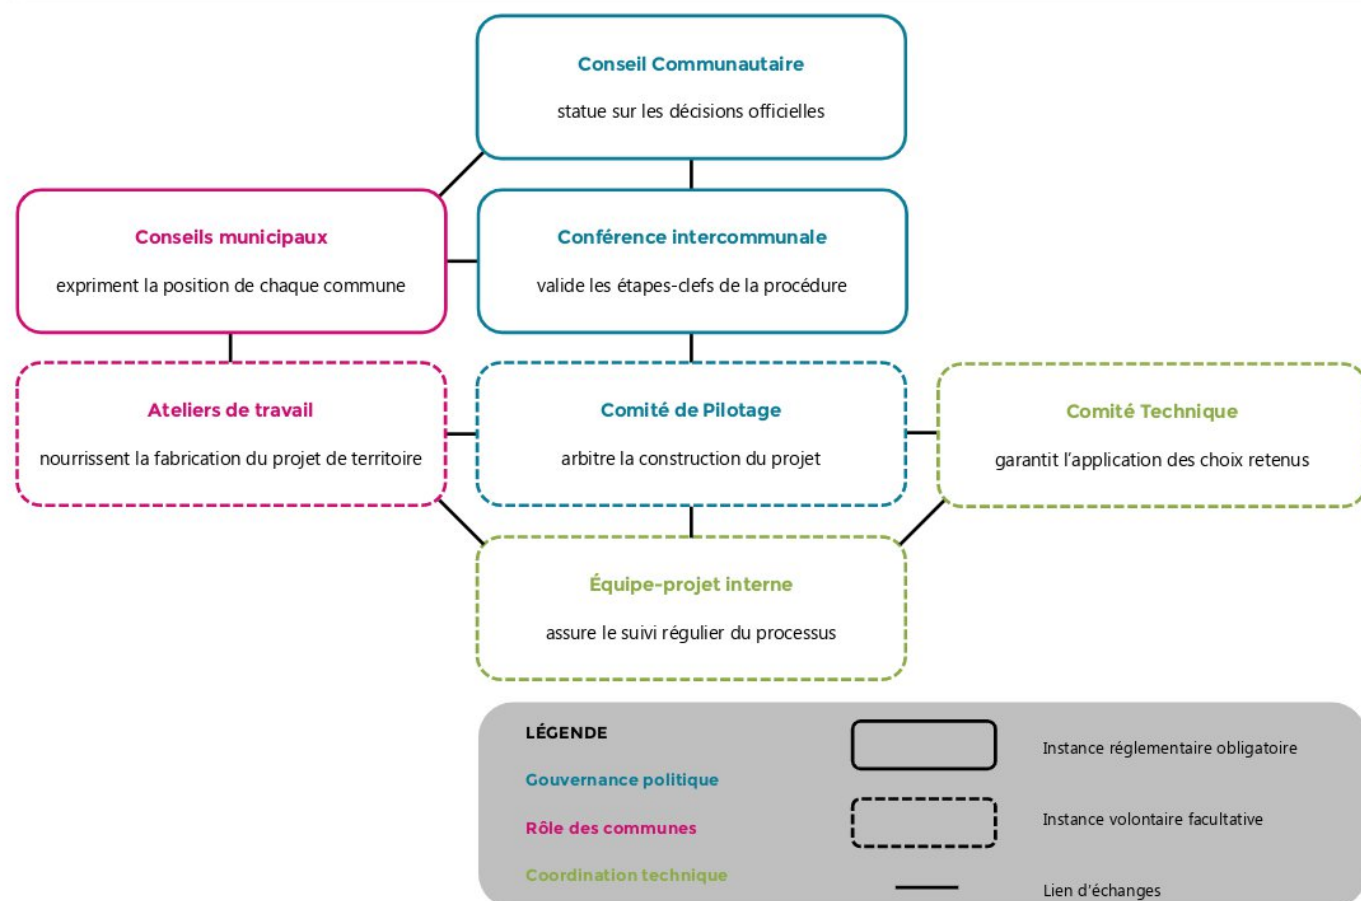 Conseil Communautaire
statue sur les décisions officielles
Conseils municipaux
expriment la position de chaque commune
Conférence intercommunale
valide les étapes-clefs de la procédure
Ateliers de travail
nourrissent la fabrication du projet de territoire
Comité de Pilotage
arbitre la construction du projet
Comité Technique
garantit l'application des choix retenus
Équipe-projet interne
assure le suivi régulier du processus
LÉGENDE
Gouvernance politique
Rôle des communes
Coordination technique
Instance réglementaire obligatoire
Instance volontaire facultative
Lien d'échanges